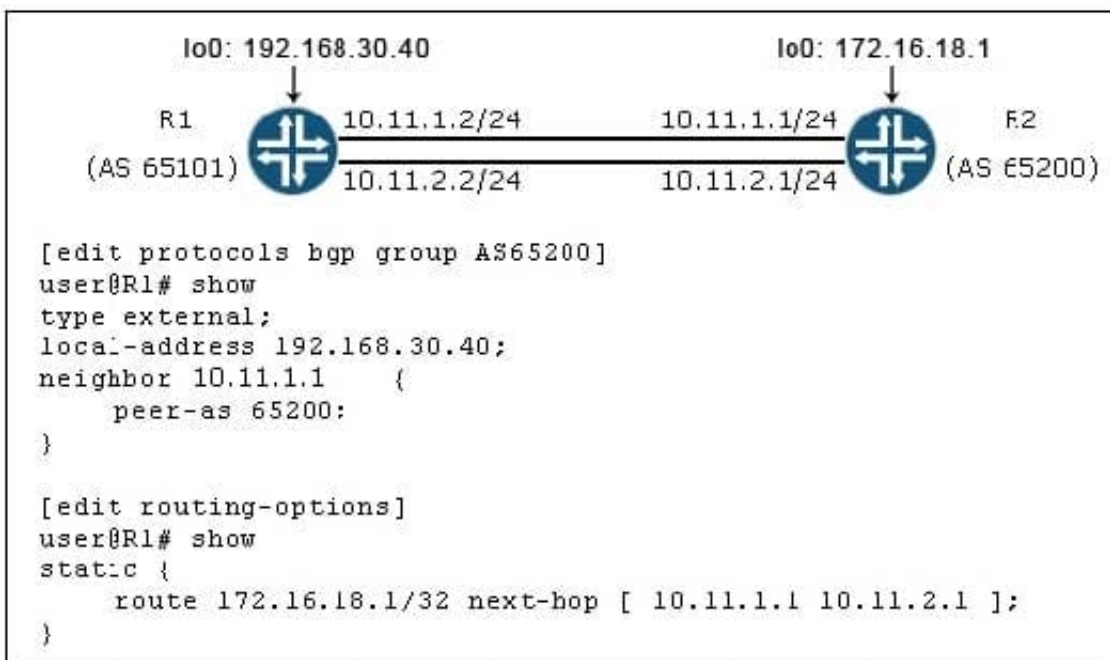 lo0: 192.168.30.40 lo0: 172.16.18.1
R1 10.11.1.2/24 10.11.1.1/24 R2
(AS 65101) 10.11.2.2/24 10.11.2.1/24 (AS 65200)
[edit protocols bgp group AS65200]
user@R1# show
type external;
local-address 192.168.30.40;
neighbor 10.11.1.1 {
peer-as 65200;
}
[edit routing-options]
user@R1# show
static {
route 172.16.18.1/32 next-hop [ 10.11.1.1 10.11.2.1 ];
}